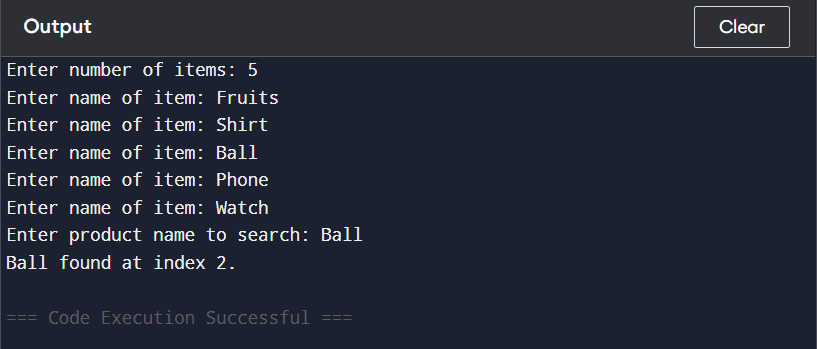 Output
Clear
Enter number of items: 5
Enter name of item: Fruits
Enter name of item: Shirt
Enter name of item: Ball
Enter name of item: Phone
Enter name of item: Watch
Enter product name to search: Ball
Ball found at index 2.
=== Code Execution Successful ===